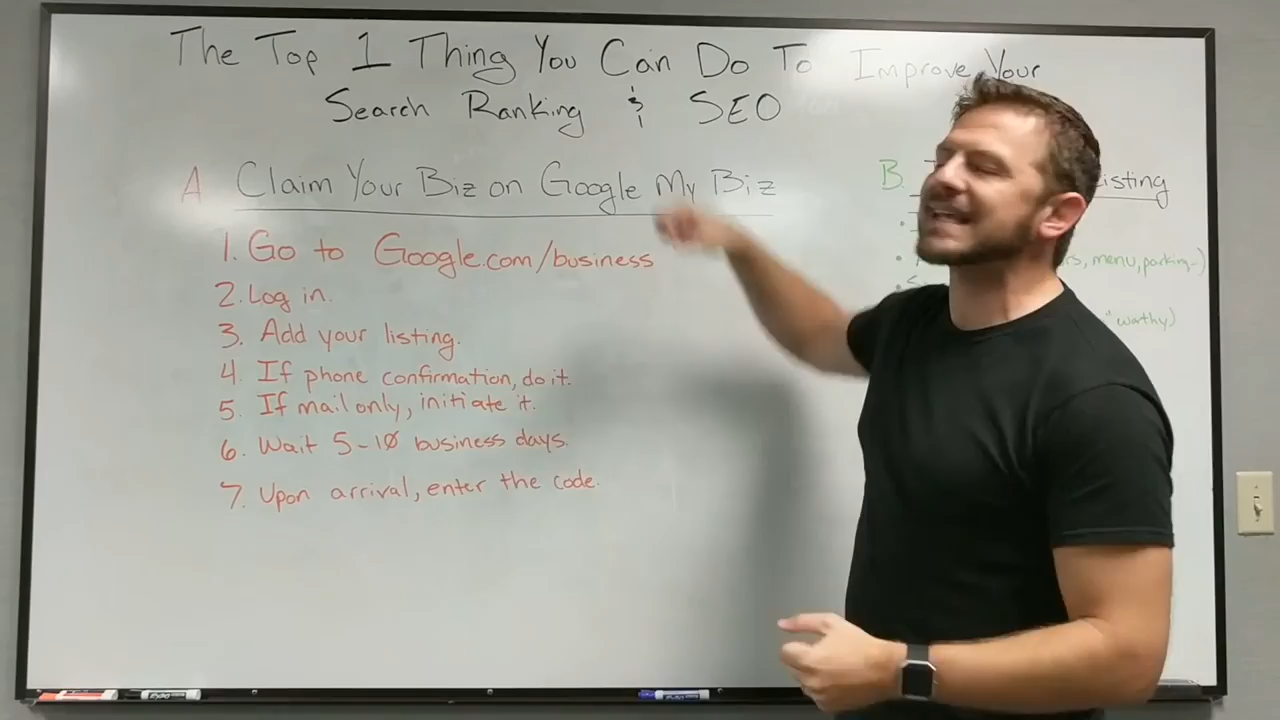 The Top 1 Thing You Can Do To Improve Your
Search Ranking & SEO
A Claim Your Biz on Google My Biz
1. Go to Google.com/business
2. Log in.
3. Add your listing.
4. If phone confirmation, do it.
5. If mail only, initiate it.
6. Wait 5-10 business days.
7. Upon arrival, enter the code.
B. Listing
menu, parking-)
" wathy)
EXPO
EXPO